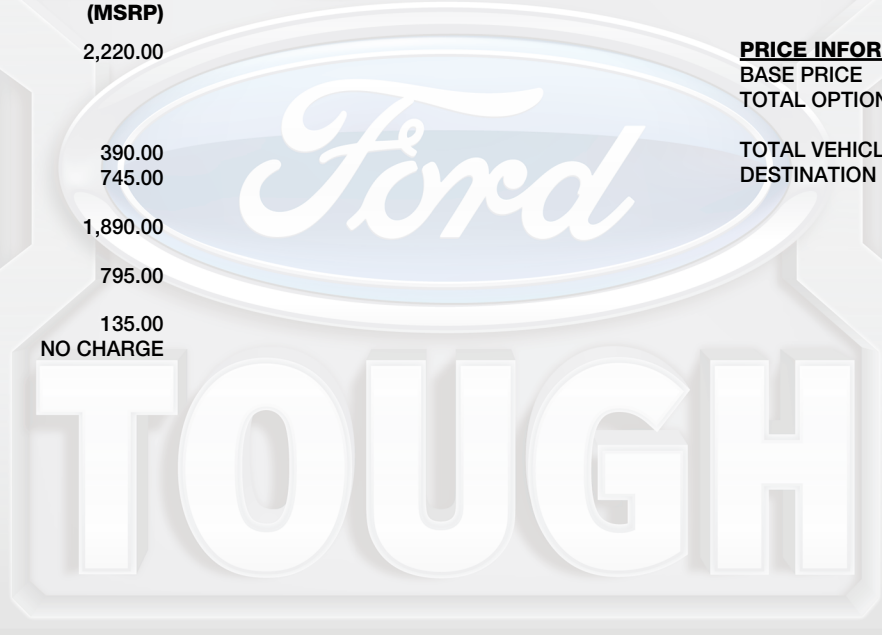 (MSRP)
2,220.00
390.00
745.00
1,890.00
795.00
135.00
NO CHARGE
PRICE INFOR
BASE PRICE
TOTAL OPTION
TOTAL VEHICL
DESTINATION
Ford
TOUGH